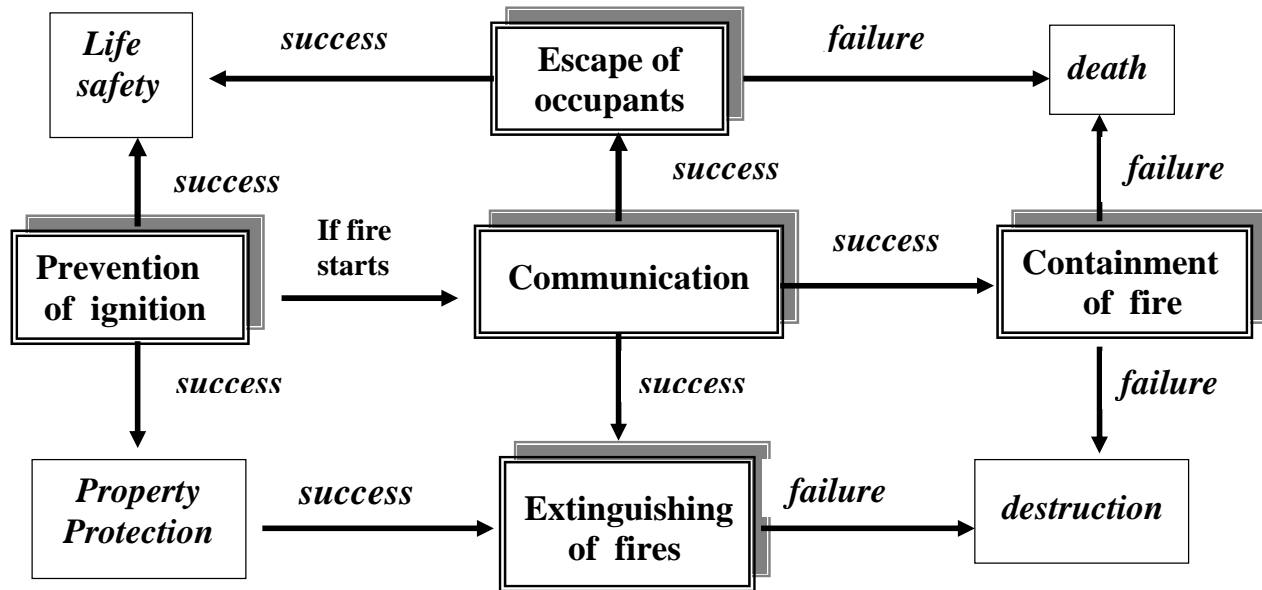 Life
safety
success
Escape of
occupants
failure
death
success
success
failure
Prevention
of ignition
If fire
starts
Communication
success
Containment
of fire
success
success
failure
Property
Protection
success
Extinguishing
of fires
failure
destruction